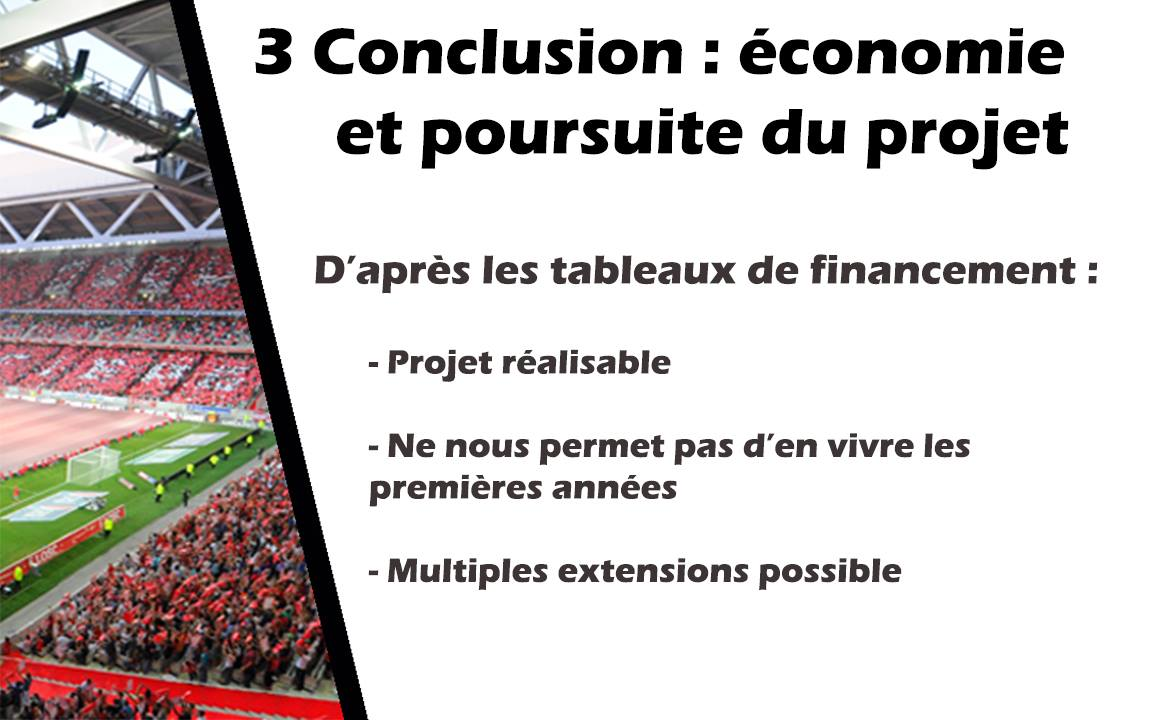 3 Conclusion : économie
et poursuite du projet
D'après les tableaux de financement :
- Projet réalisable
- Ne nous permet pas d'en vivre les
premières années
- Multiples extensions possible
LOSC